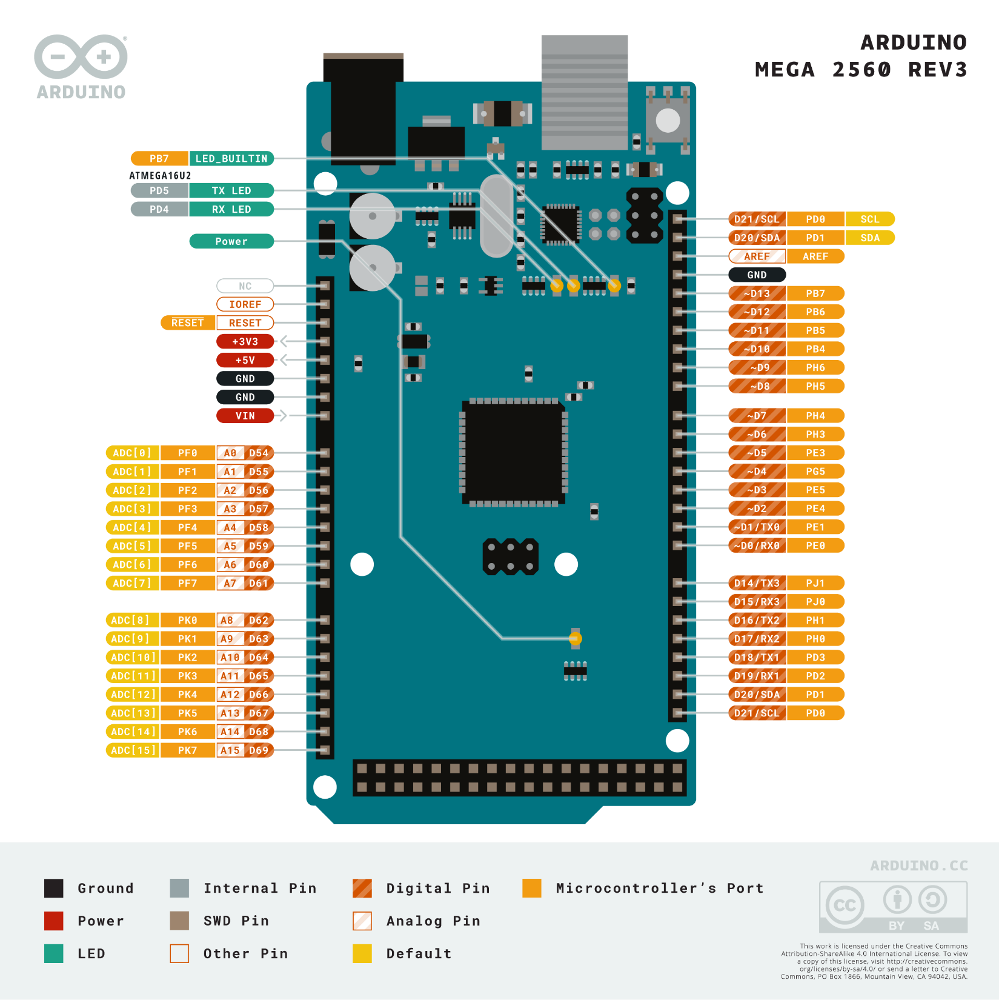 ARDUINO
MEGA 2560 REV3
®
ARDUINO
PB7 LED_BUILTIN
ATMEGA16U2
PD5 TX LED
PD4 RX LED
Power
NC
IOREF
RESET RESET
+3V3
+5V
GND
GND
VIN
ADC[0] PF0 A0 D54
ADC[1] PF1 A1 D55
ADC[2] PF2 A2 D56
ADC[3] PF3 A3 D57
ADC[4] PF4 A4 D58
ADC[5] PF5 A5 D59
ADC[6] PF6 A6 D60
ADC[7] PF7 A7 D61
ADC[8] PK0 A8 D62
ADC[9] PK1 A9 D63
ADC[10] PK2 A10 D64
ADC[11] PK3 A11 D65
ADC[12] PK4 A12 D66
ADC[13] PK5 A13 D67
ADC[14] PK6 A14 D68
ADC[15] PK7 A15 D69
D21/SCL PD0 SCL
D20/SDA PD1 SDA
AREF AREF
GND
~D13 PB7
~D12 PB6
~D11 PB5
~D10 PB4
~D9 PH6
~D8 PH5
~D7 PH4
~D6 PH3
~D5 PE3
~D4 PG5
~D3 PE5
~D2 PE4
~D1/TX0 PE1
~D0/RX0 PE0
D14/TX3 PJ1
D15/RX3 PJ0
D16/TX2 PH1
D17/RX2 PH0
D18/TX1 PD3
D19/RX1 PD2
D20/SDA PD1
D21/SCL PD0
Ground
Power
LED
Internal Pin
SWD Pin
Other Pin
Digital Pin
Analog Pin
Default
Microcontroller’s Port
ARDUINO.CC
cc
BY SA
This work is licensed under the Creative Commons
Attribution-ShareAlike 4.0 International License. To view
a copy of this license, visit http://creativecommons.
org/licenses/by-sa/4.0/ or send a letter to Creative
Commons, PO Box 1866, Mountain View, CA 94042, USA.